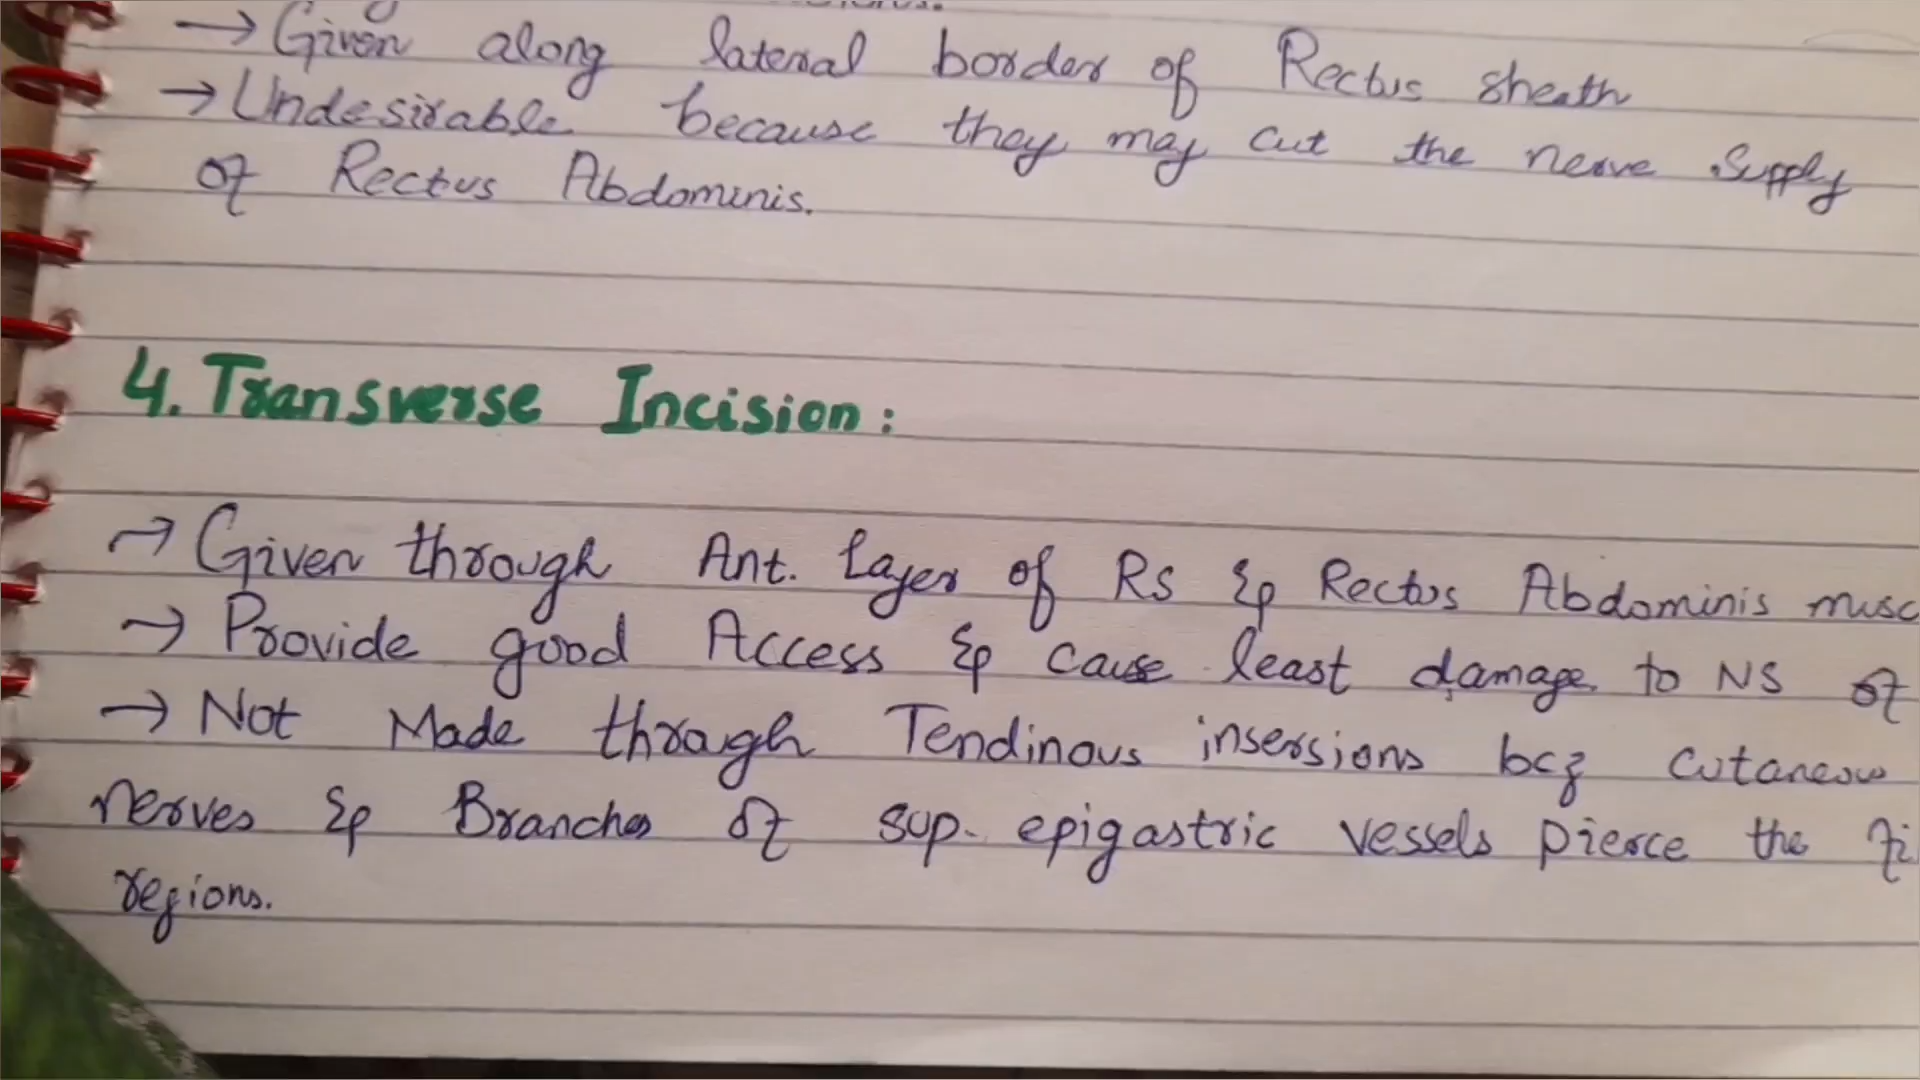 → Given along lateral border of Rectus sheath
→ Undesirable because they may cut the nerve supply
of Rectus Abdominis.
4. Transverse Incision:
→ Given through Ant. layer of RS & Rectus Abdominis musc
→ Provide good Access & cause least damage to NS of
→ Not Made through Tendinous insersions bcz cutaneous
nerves & Branches of sup. epigastric vessels pierce the
regions.